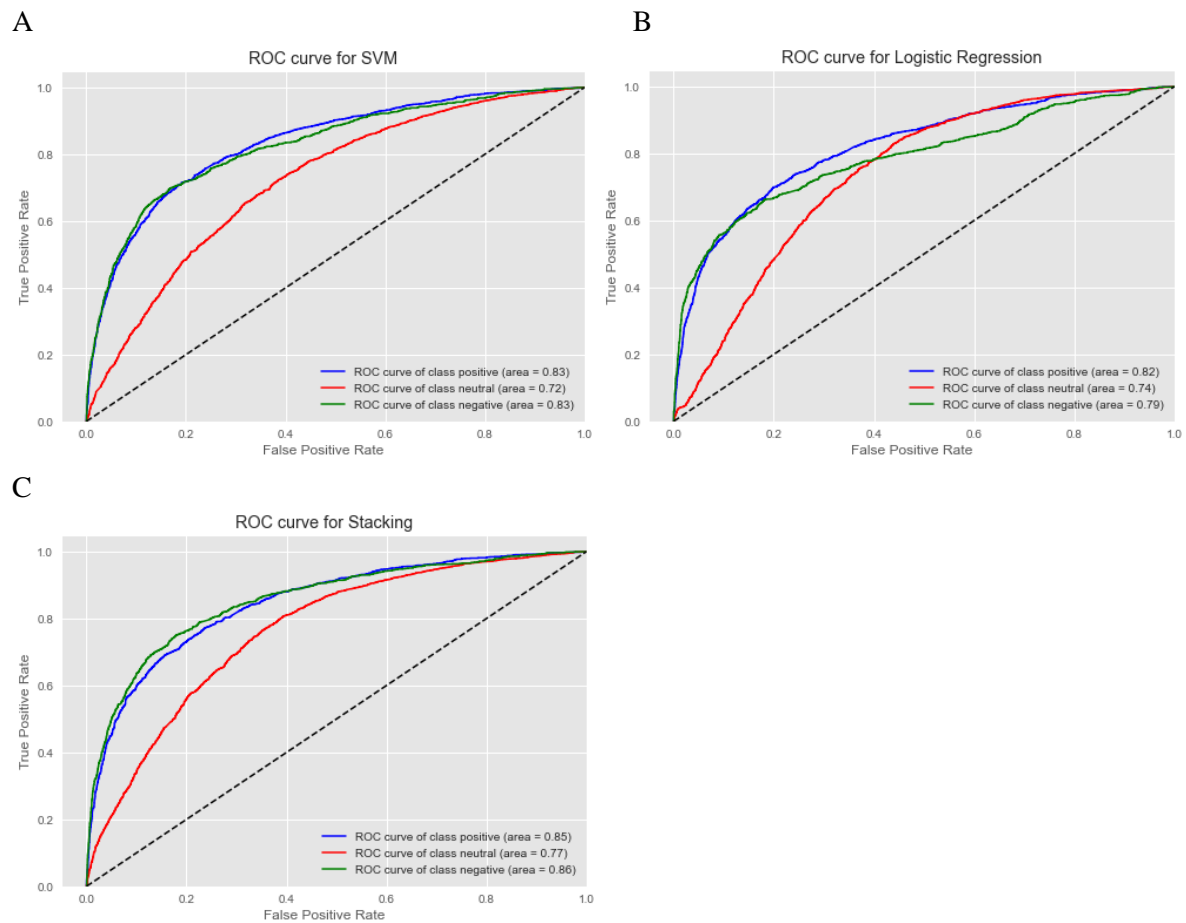 A
ROC curve for SVM
True Positive Rate
1.0
0.8
0.6
0.4
0.2
0.0
ROC curve of class positive (area = 0.83)
ROC curve of class neutral (area = 0.72)
ROC curve of class negative (area = 0.83)
0.0 0.2 0.4 0.6 0.8 1.0
False Positive Rate
B
ROC curve for Logistic Regression
True Positive Rate
1.0
0.8
0.6
0.4
0.2
0.0
ROC curve of class positive (area = 0.82)
ROC curve of class neutral (area = 0.74)
ROC curve of class negative (area = 0.79)
0.0 0.2 0.4 0.6 0.8 1.0
False Positive Rate
C
ROC curve for Stacking
True Positive Rate
1.0
0.8
0.6
0.4
0.2
0.0
ROC curve of class positive (area = 0.85)
ROC curve of class neutral (area = 0.77)
ROC curve of class negative (area = 0.86)
0.0 0.2 0.4 0.6 0.8 1.0
False Positive Rate